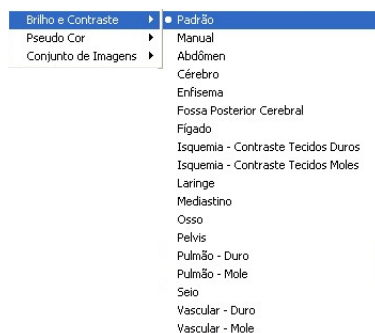 Brilho e Contraste
Pseudo Cor
Conjunto de Imagens
Padrão
Manual
Abdômen
Cérebro
Enfisema
Fossa Posterior Cerebral
Fígado
Isquemia - Contraste Tecidos Duros
Isquemia - Contraste Tecidos Moles
Laringe
Mediastino
Osso
Pelvis
Pulmão - Duro
Pulmão - Mole
Seio
Vascular - Duro
Vascular - Mole